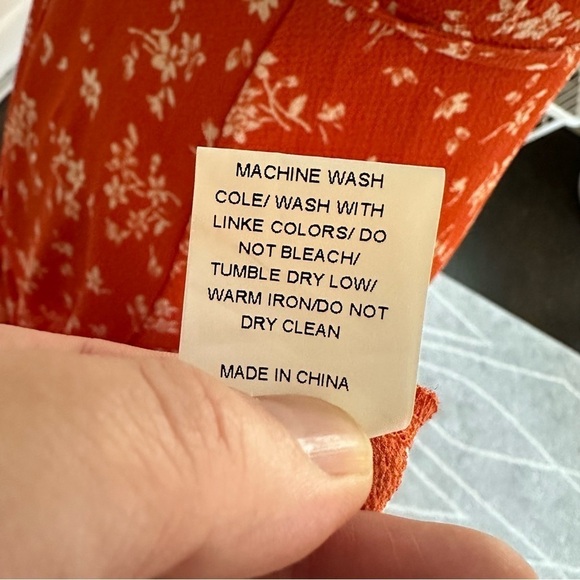 MACHINE WASH
COLE/ WASH WITH
LINKE COLORS/ DO
NOT BLEACH/
TUMBLE DRY LOW/
WARM IRON/DO NOT
DRY CLEAN
MADE IN CHINA